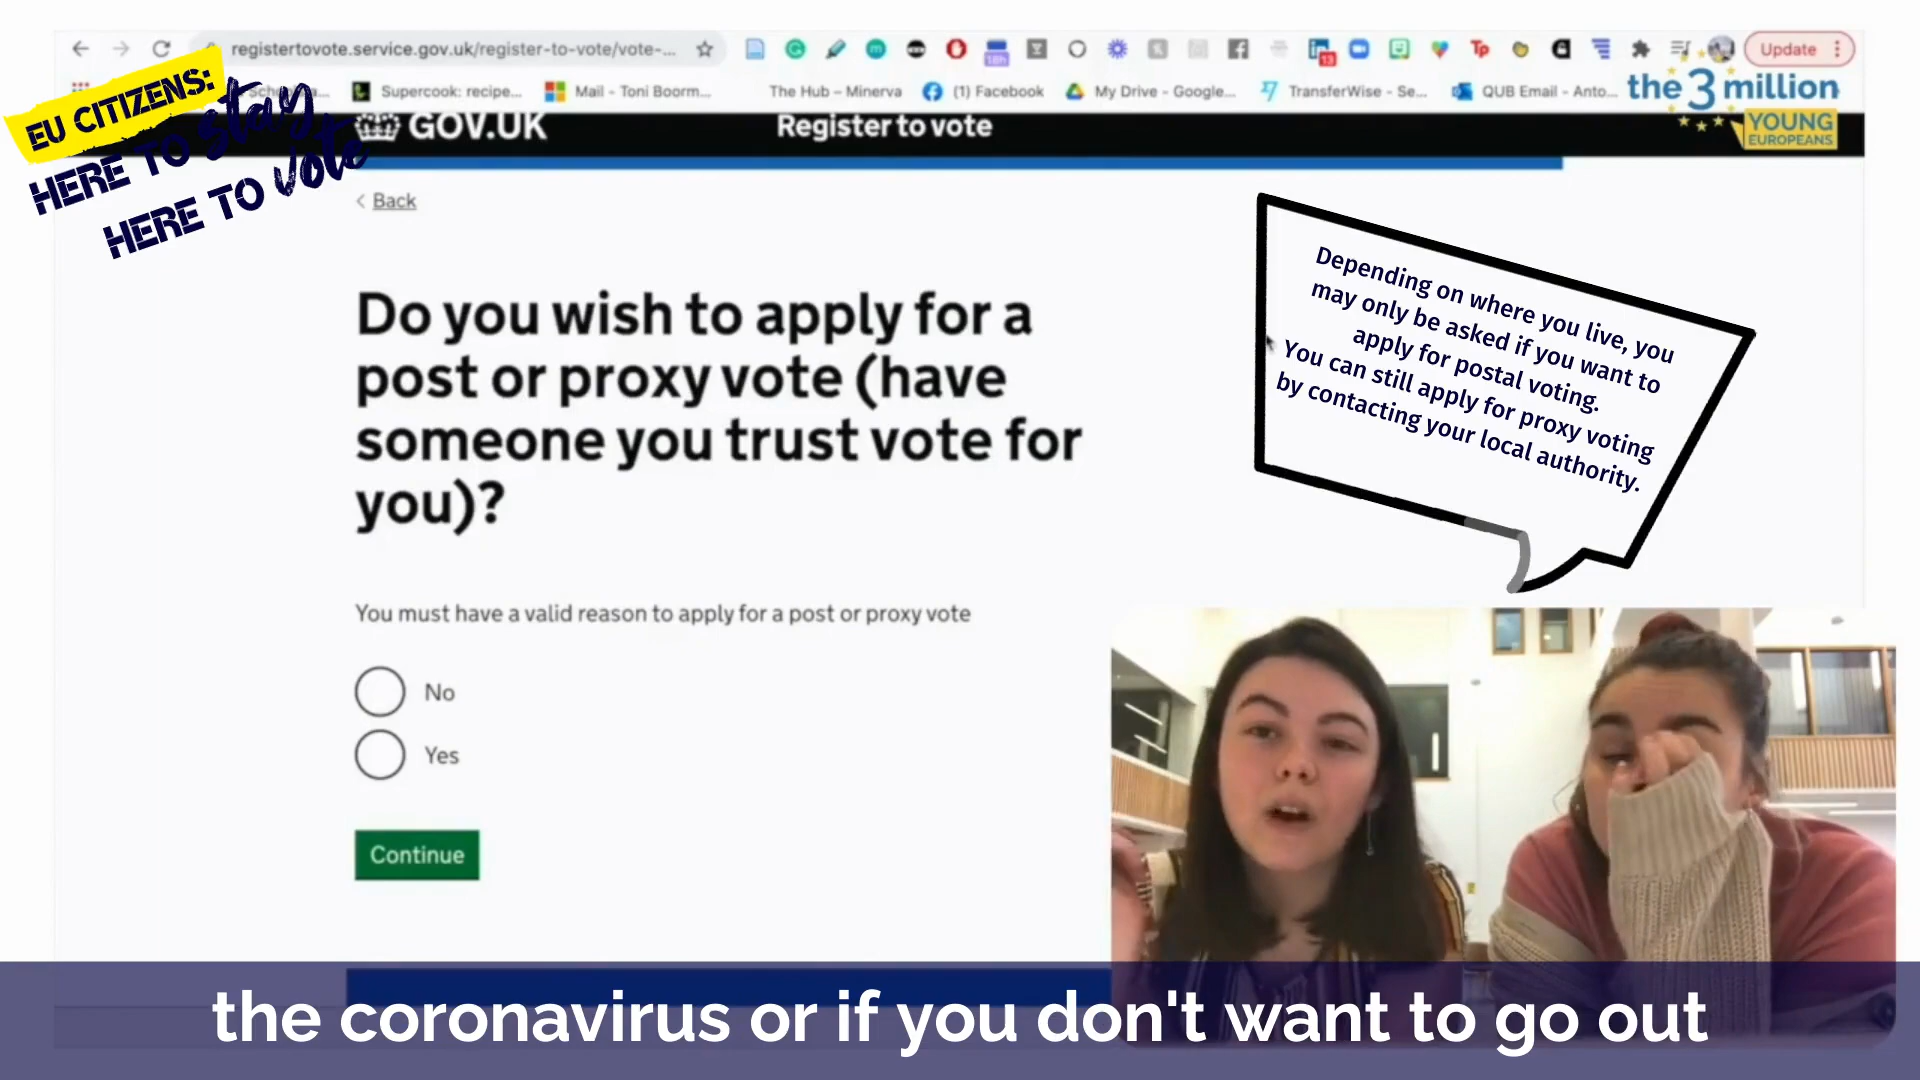 registertovote.service.gov.uk/register-to-vote/vote-...
Update
18h
Tp
13
Supercook: recipe...
Mail - Toni Boorm...
The Hub – Minerva
(1) Facebook
My Drive - Google...
TransferWise - Se...
QUB Email - Anto...
the 3 million
YOUNG
EUROPEANS
EU CITIZENS:
HERE TO stay
HERE TO vote
GOV.UK
Register to vote
Back
Do you wish to apply for a
post or proxy vote (have
someone you trust vote for
you)?
You must have a valid reason to apply for a post or proxy vote
No
Yes
Continue
Depending on where you live, you
may only be asked if you want to
apply for postal voting.
You can still apply for proxy voting
by contacting your local authority.
the coronavirus or if you don't want to go out